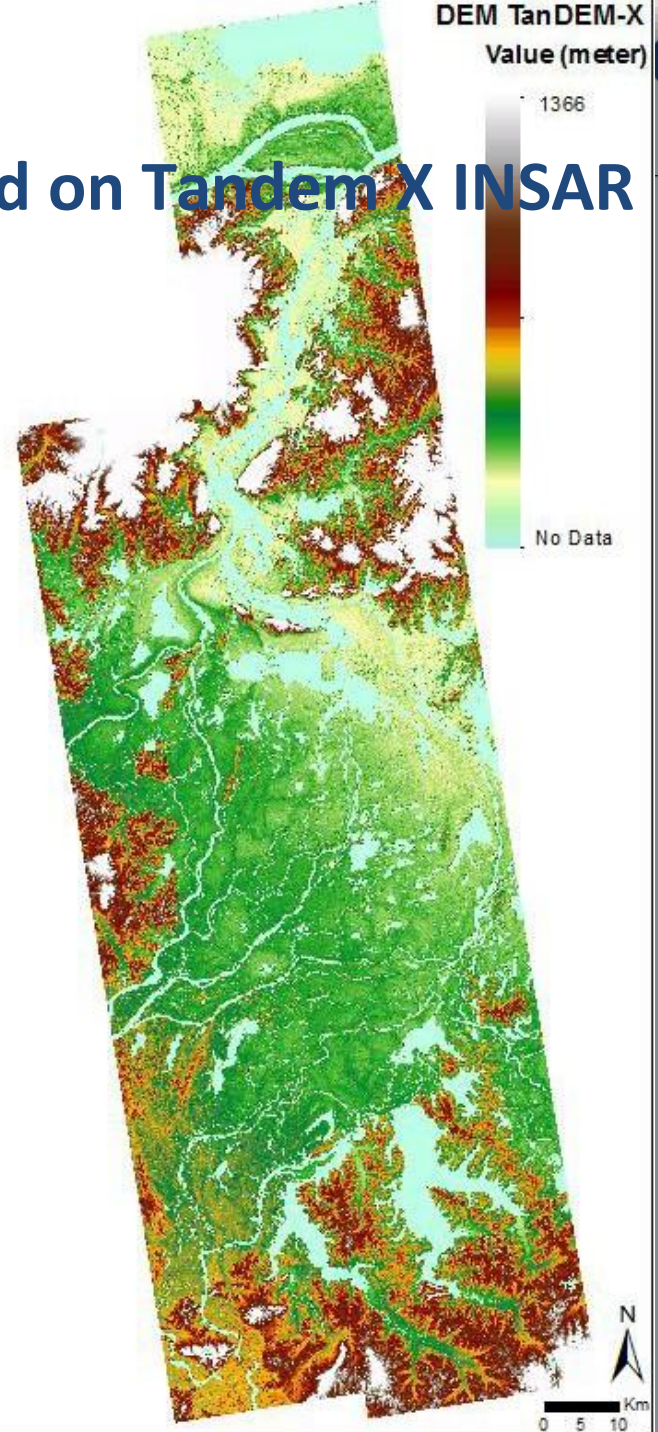 DEM TanDEM-X
Value (meter)
1366
d on Tandem X INSAR
No Data
N
Km
0 5 10